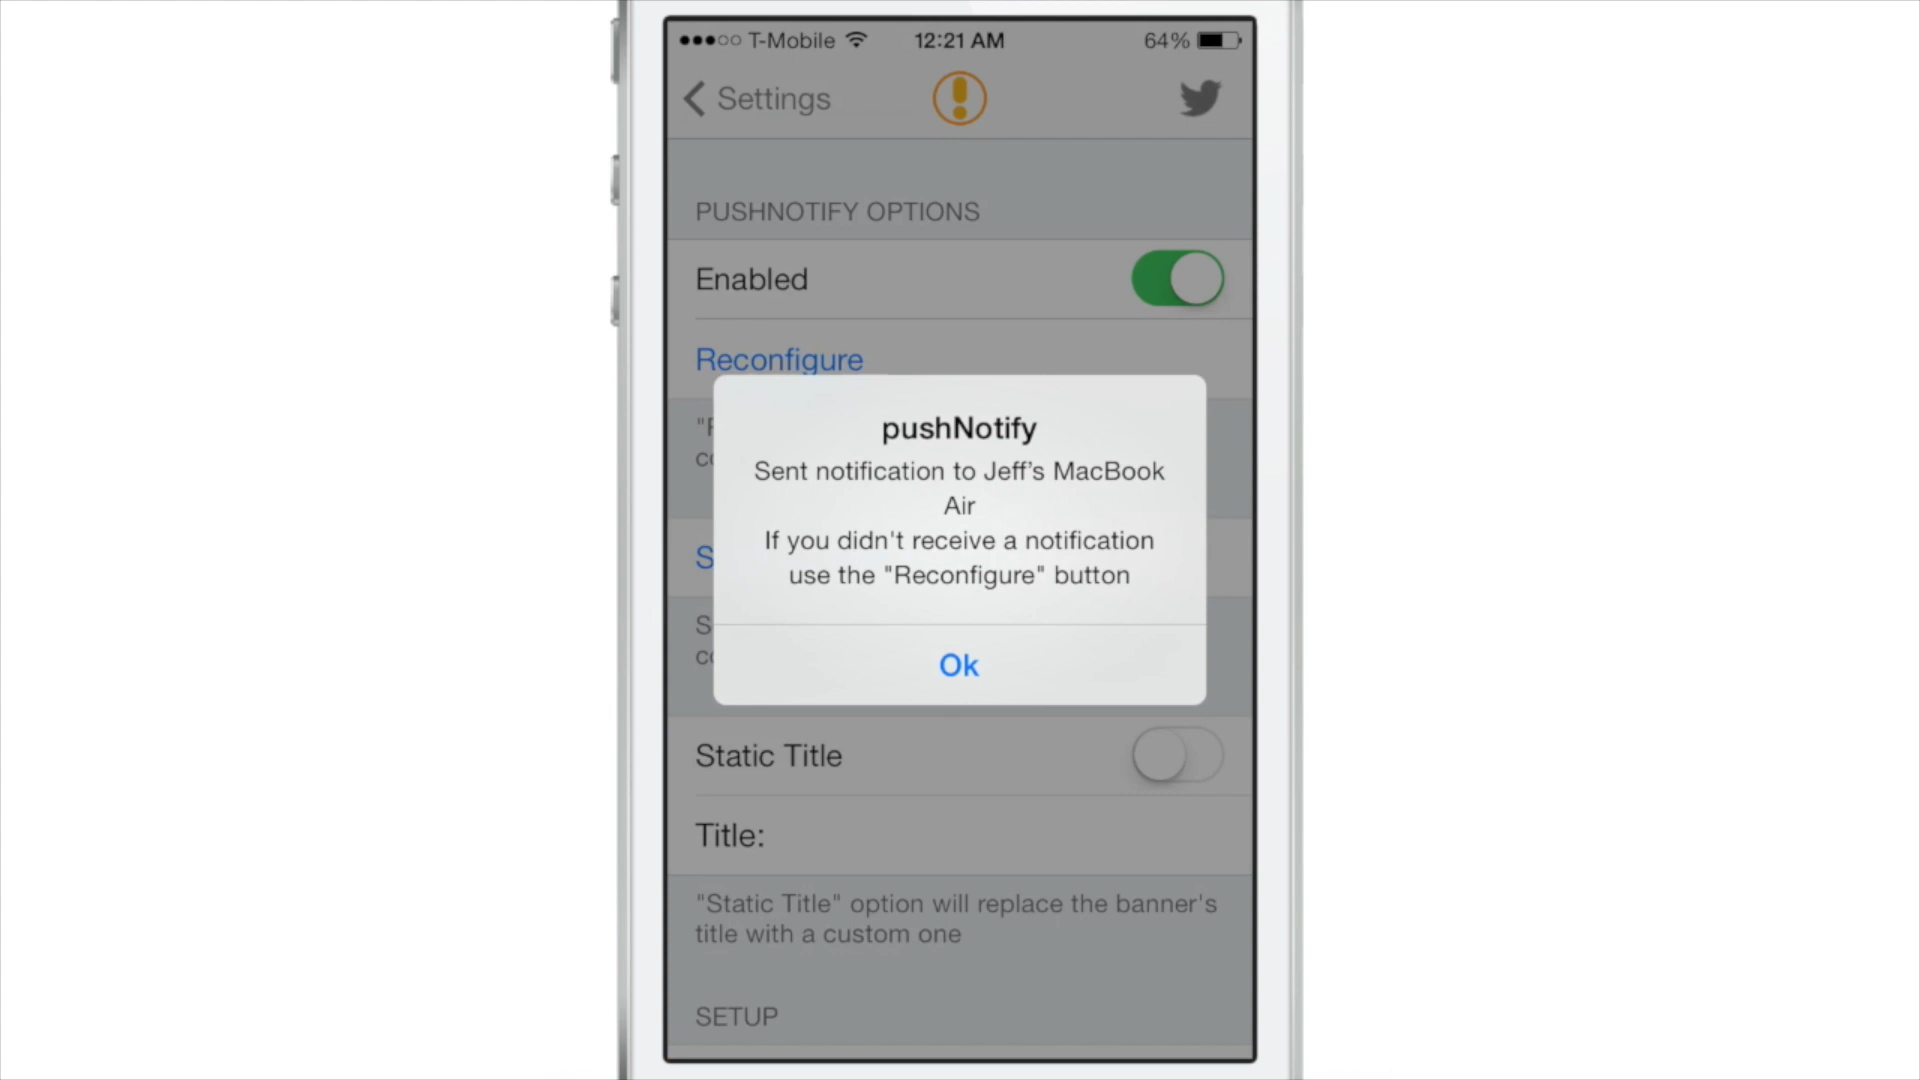 T-Mobile 12:21 AM 64%
Settings
PUSHNOTIFY OPTIONS
Enabled
Reconfigure
pushNotify
Sent notification to Jeff’s MacBook
Air
If you didn't receive a notification
use the "Reconfigure" button
Ok
Static Title
Title:
"Static Title" option will replace the banner's
title with a custom one
SETUP